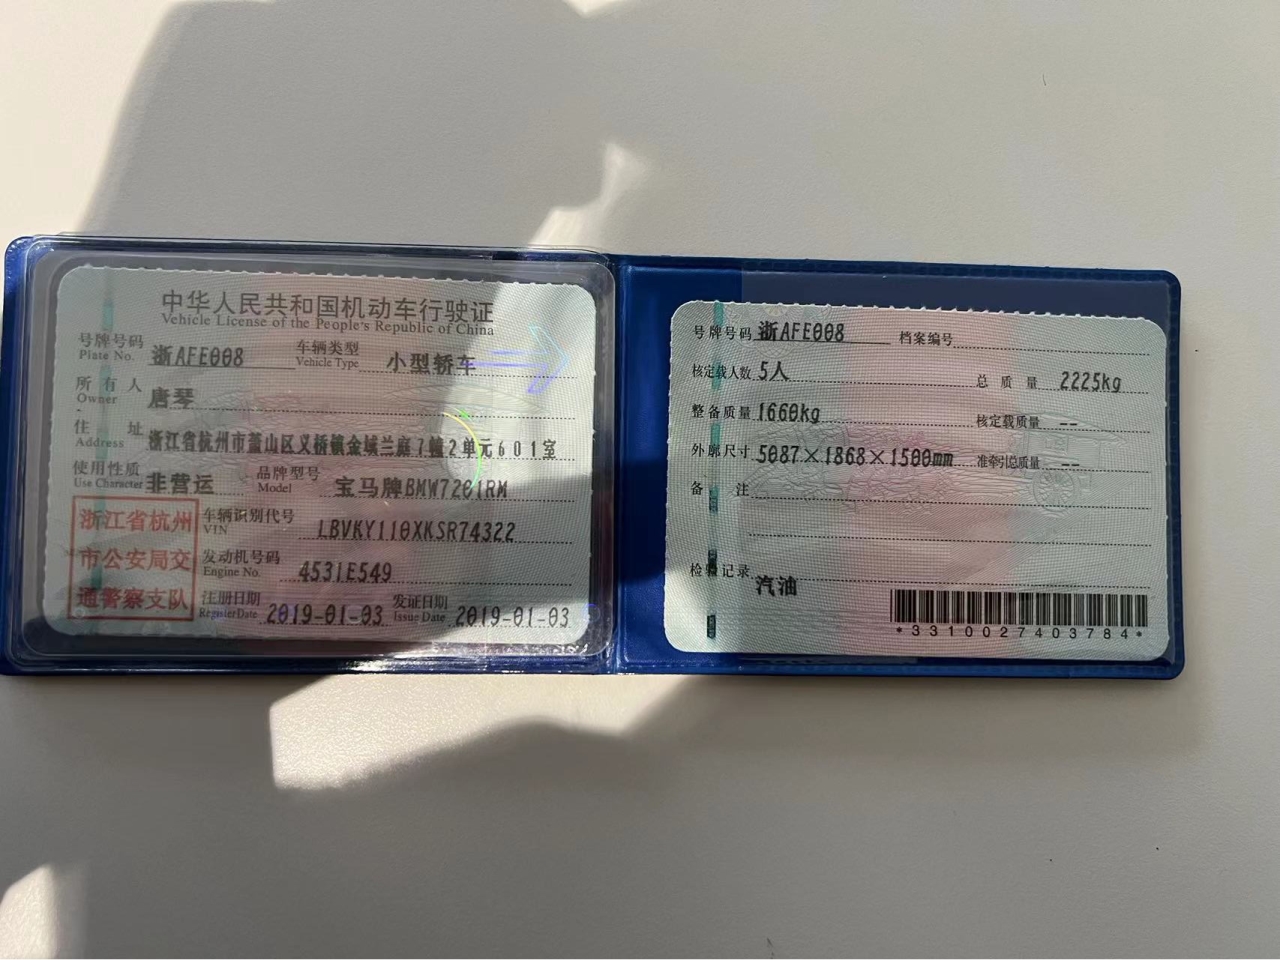 中华人民共和国机动车行驶证
Vehicle License of the People's Republic of China
号牌号码 浙AFE008 车辆类型 小型轿车
Plate No. Vehicle Type
所有人 唐琴
Owner
住址 浙江省杭州市萧山区义桥镇金城兰庭7幢2单元601室
Address
使用性质 非营运 品牌型号 宝马牌BMW7201RM
Use Character Model
浙江省杭州
市公安局交
通警察支队
车辆识别代号 LBVKY110XKSR74322
VIN
发动机号码 4531E549
Engine No.
注册日期 2019-01-03 发证日期 2019-01-03
Register Date Issue Date
号牌号码 浙AFE008 档案编号
核定载人数 5人 总质量 2225kg
整备质量 1660kg 核定载质量 --
外廓尺寸 5087×1868×1500mm 准牵引总质量 --
备注
检验记录 汽油
*3310027403784*